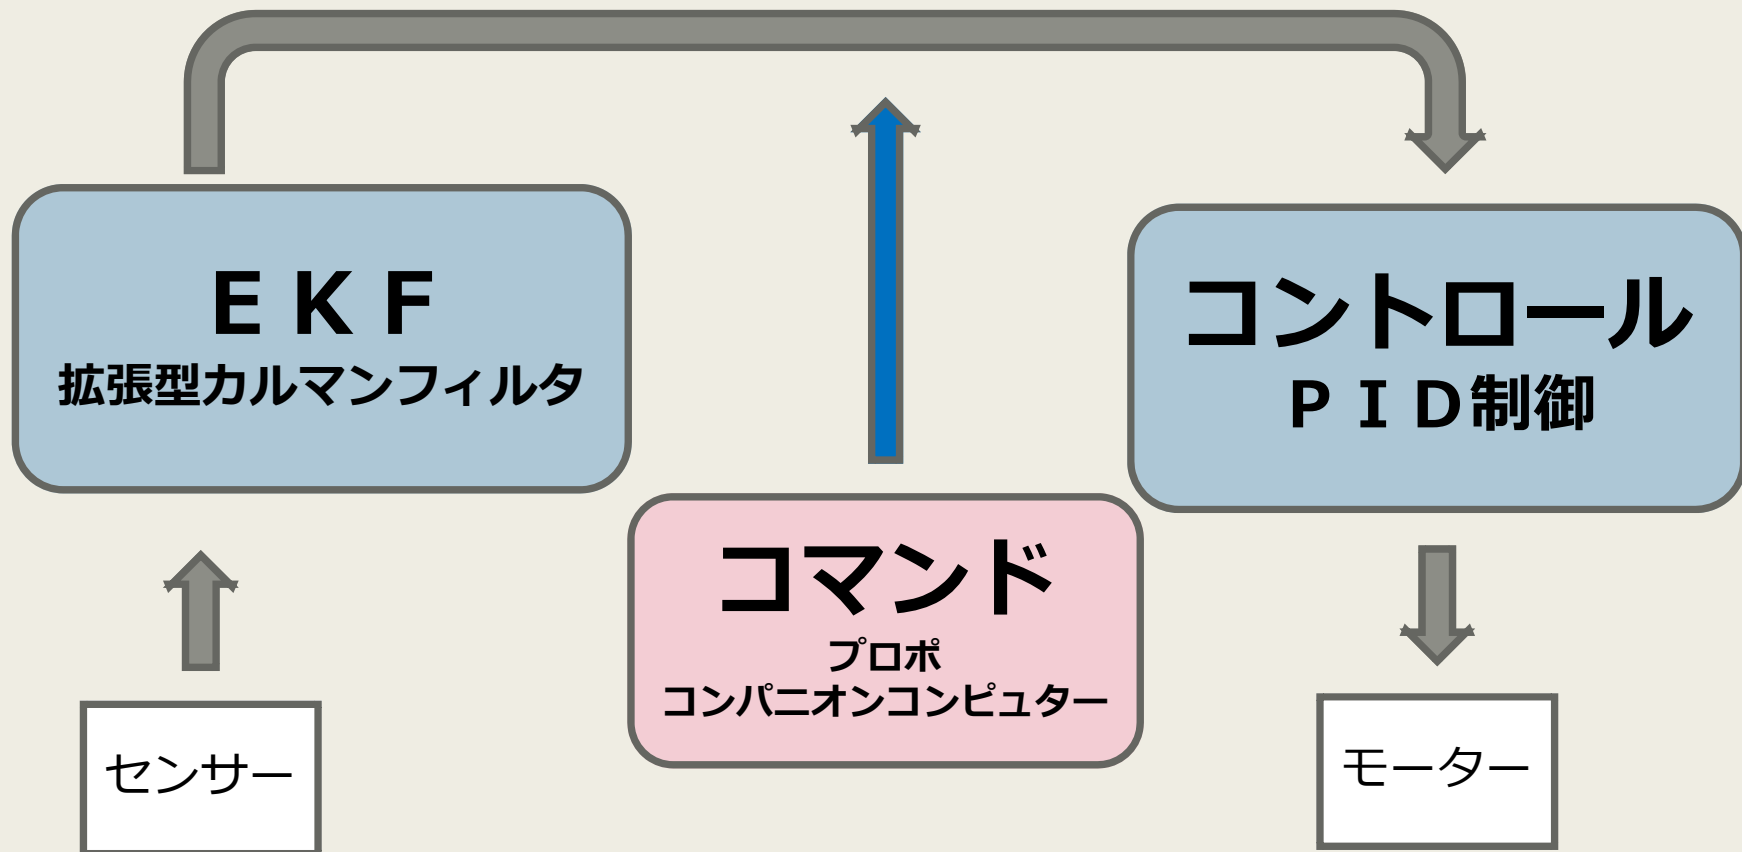 ＥＫＦ
拡張型カルマンフィルタ
コントロール
ＰＩＤ制御
コマンド
プロポ
コンパニオンコンピュター
センサー
モーター